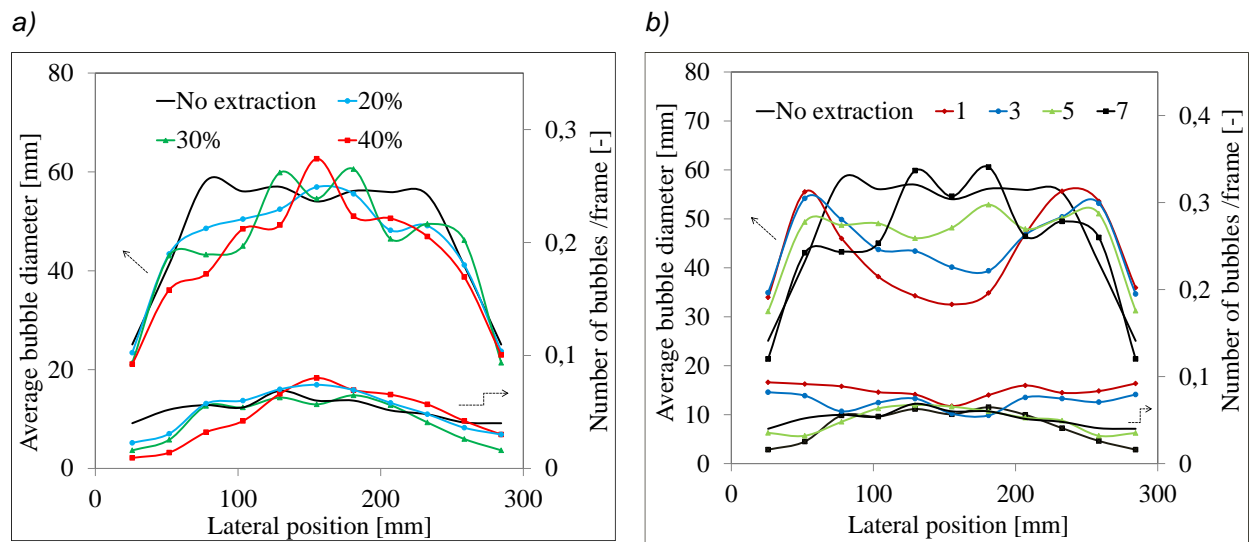 a)
Average bubble diameter [mm]
80
60
40
20
0
No extraction 20%
30% 40%
0,3
0,2
0,1
0
Number of bubbles /frame [-]
0 100 200 300
Lateral position [mm]
b)
Average bubble diameter [mm]
80
70
60
50
40
30
20
10
0
No extraction 1 3 5 7
0,4
0,3
0,2
0,1
0
Number of bubbles /frame [-]
0 100 200 300
Lateral position [mm]